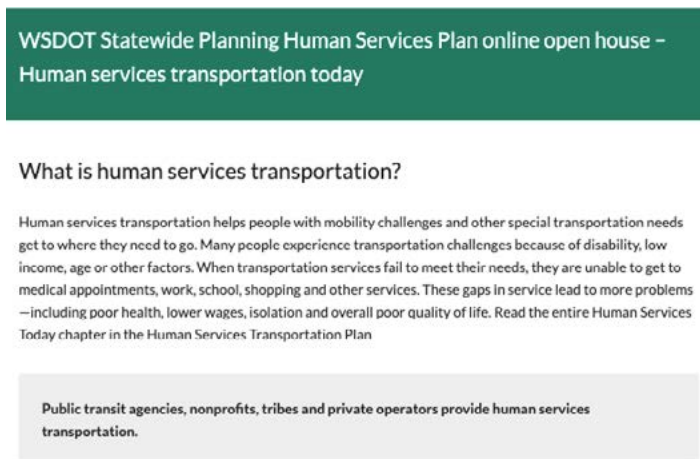 WSDOT Statewide Planning Human Services Plan online open house –
Human services transportation today
What is human services transportation?
Human services transportation helps people with mobility challenges and other special transportation needs
get to where they need to go. Many people experience transportation challenges because of disability, low
income, age or other factors. When transportation services fail to meet their needs, they are unable to get to
medical appointments, work, school, shopping and other services. These gaps in service lead to more problems
—including poor health, lower wages, isolation and overall poor quality of life. Read the entire Human Services
Today chapter in the Human Services Transportation Plan
Public transit agencies, nonprofits, tribes and private operators provide human services
transportation.